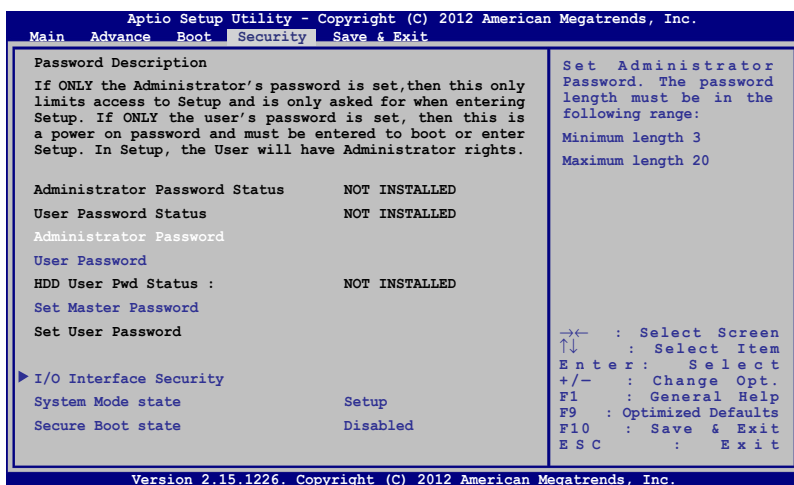 Aptio Setup Utility - Copyright (C) 2012 American Megatrends, Inc.
Main Advance Boot Security Save & Exit
Password Description
If ONLY the Administrator’s password is set,then this only
limits access to Setup and is only asked for when entering
Setup. If ONLY the user’s password is set, then this is
a power on password and must be entered to boot or enter
Setup. In Setup, the User will have Administrator rights.
Administrator Password Status NOT INSTALLED
User Password Status NOT INSTALLED
Administrator Password
User Password
HDD User Pwd Status : NOT INSTALLED
Set Master Password
Set User Password
I/O Interface Security
System Mode state Setup
Secure Boot state Disabled
Set Administrator
Password. The password
length must be in the
following range:
Minimum length 3
Maximum length 20
→← : Select Screen
↑↓ : Select Item
Enter: Select
+/— : Change Opt.
F1 : General Help
F9 : Optimized Defaults
F10 : Save & Exit
ESC : Exit
Version 2.15.1226. Copyright (C) 2012 American Megatrends, Inc.